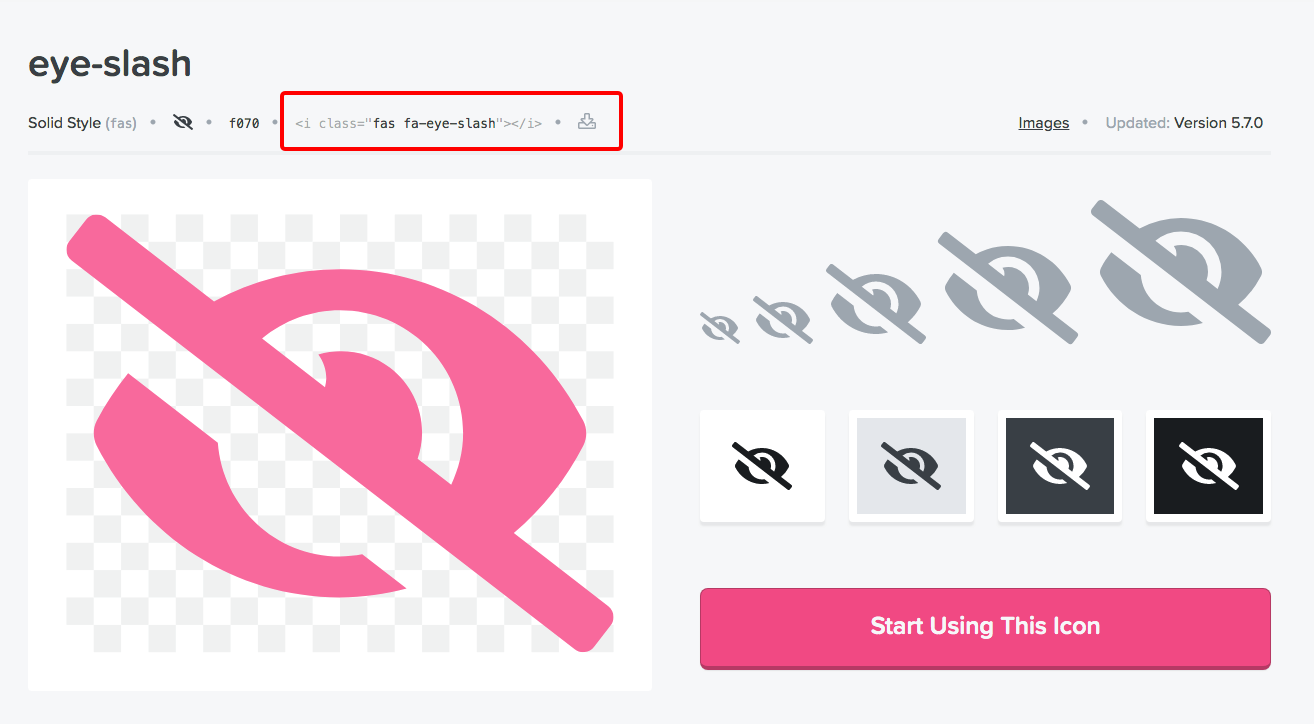 eye-slash
Solid Style (fas) • • f070 • <i class="fas fa-eye-slash"></i> • Images • Updated: Version 5.7.0
Start Using This Icon